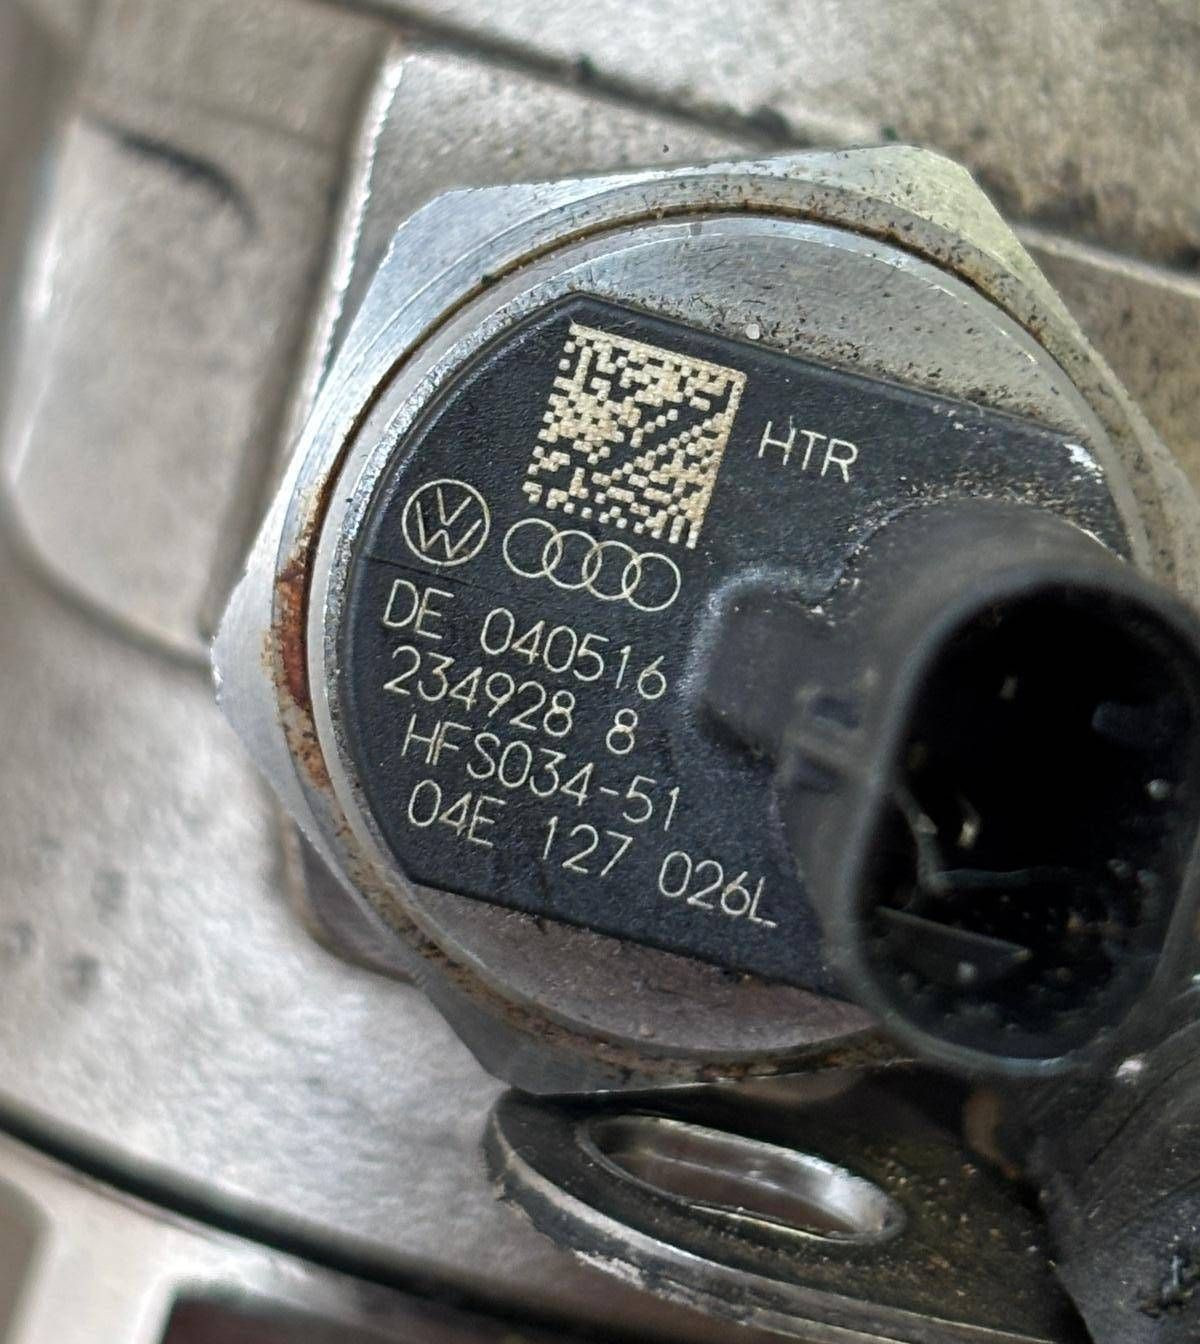 HTR
DE 040516
234928 8
HFS034-51
04E 127 026L